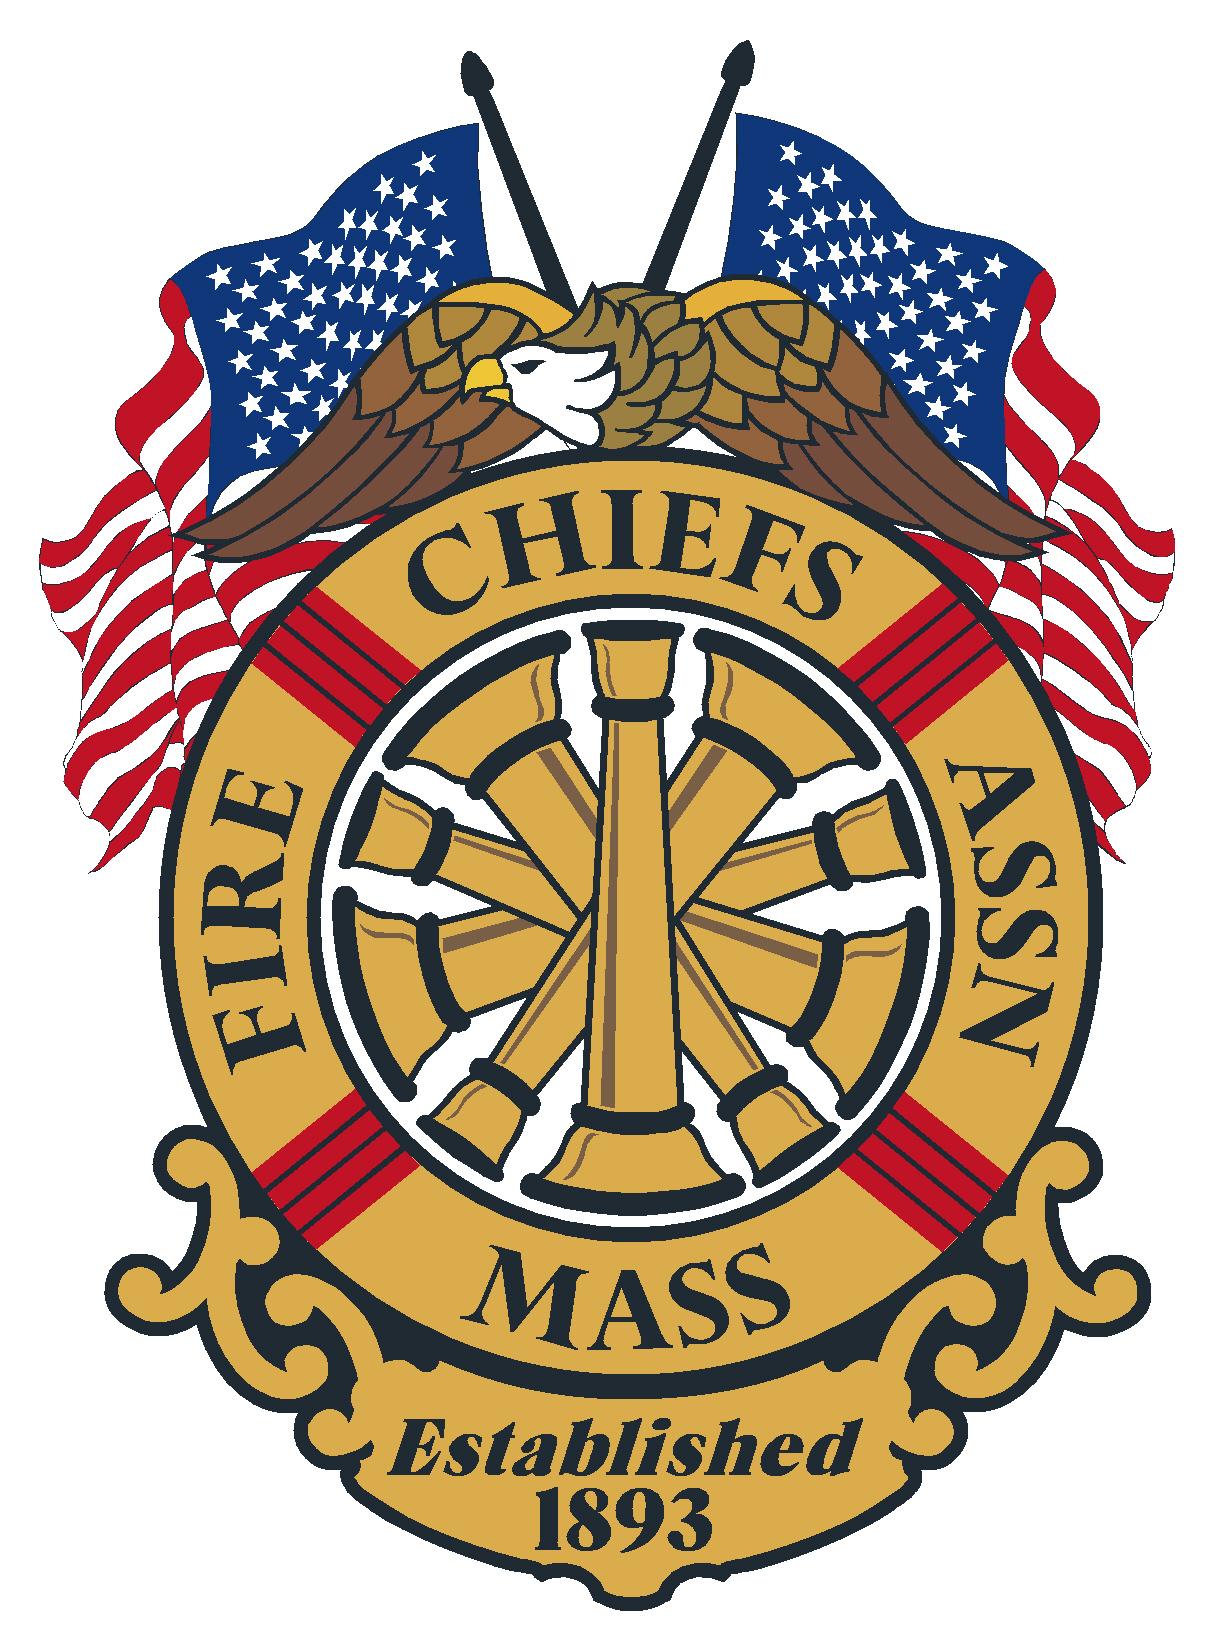 FIRE
CHIEFS
ASSN
MASS
Established
1893